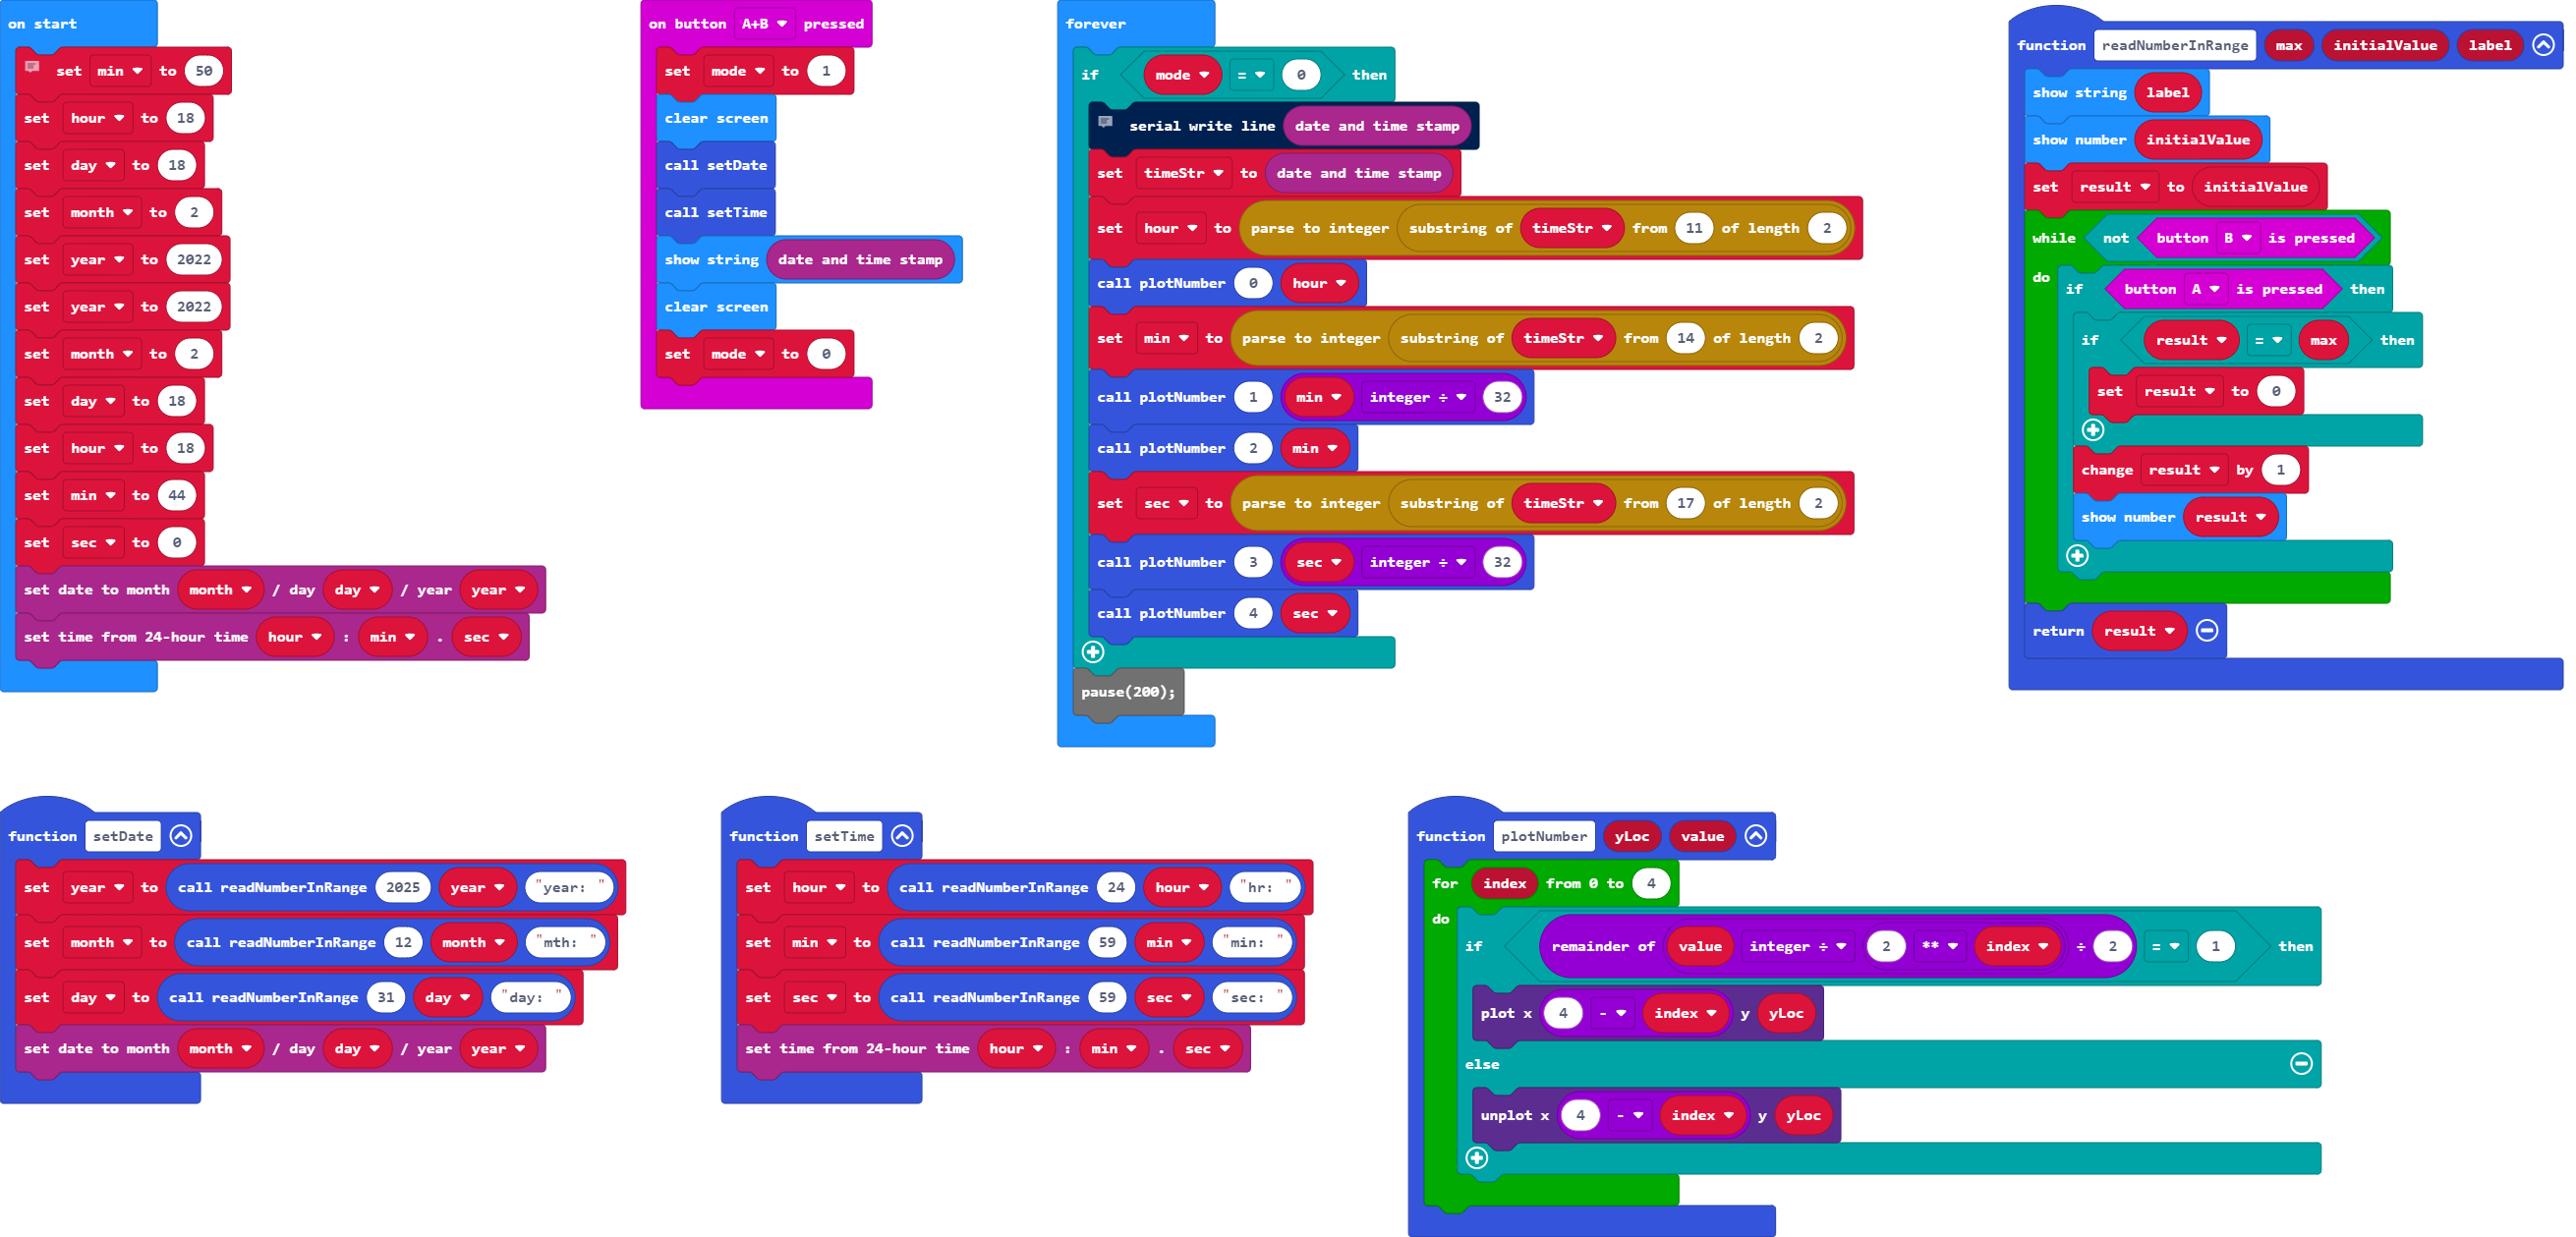 on start
set min to 50
set hour to 18
set day to 18
set month to 2
set year to 2022
set year to 2022
set month to 2
set day to 18
set hour to 18
set min to 44
set sec to 0
set date to month month / day day / year year
set time from 24-hour time hour : min . sec
on button A+B pressed
set mode to 1
clear screen
call setDate
call setTime
show string date and time stamp
clear screen
set mode to 0
forever
if mode = 0 then
serial write line date and time stamp
set timeStr to date and time stamp
set hour to parse to integer substring of timeStr from 11 of length 2
call plotNumber 0 hour
set min to parse to integer substring of timeStr from 14 of length 2
call plotNumber 1 min integer ÷ 32
call plotNumber 2 min
set sec to parse to integer substring of timeStr from 17 of length 2
call plotNumber 3 sec integer ÷ 32
call plotNumber 4 sec
pause(200);
function readNumberInRange max initialValue label
show string label
show number initialValue
set result to initialValue
while not button B is pressed
do
if button A is pressed then
if result = max then
set result to 0
change result by 1
show number result
return result
function setDate
set year to call readNumberInRange 2025 year "year: "
set month to call readNumberInRange 12 month "mth: "
set day to call readNumberInRange 31 day "day: "
set date to month month / day day / year year
function setTime
set hour to call readNumberInRange 24 hour "hr: "
set min to call readNumberInRange 59 min "min: "
set sec to call readNumberInRange 59 sec "sec: "
set time from 24-hour time hour : min . sec
function plotNumber yLoc value
for index from 0 to 4
do
if remainder of value integer ÷ 2 ** index ÷ 2 = 1 then
plot x 4 - index y yLoc
else
unplot x 4 - index y yLoc